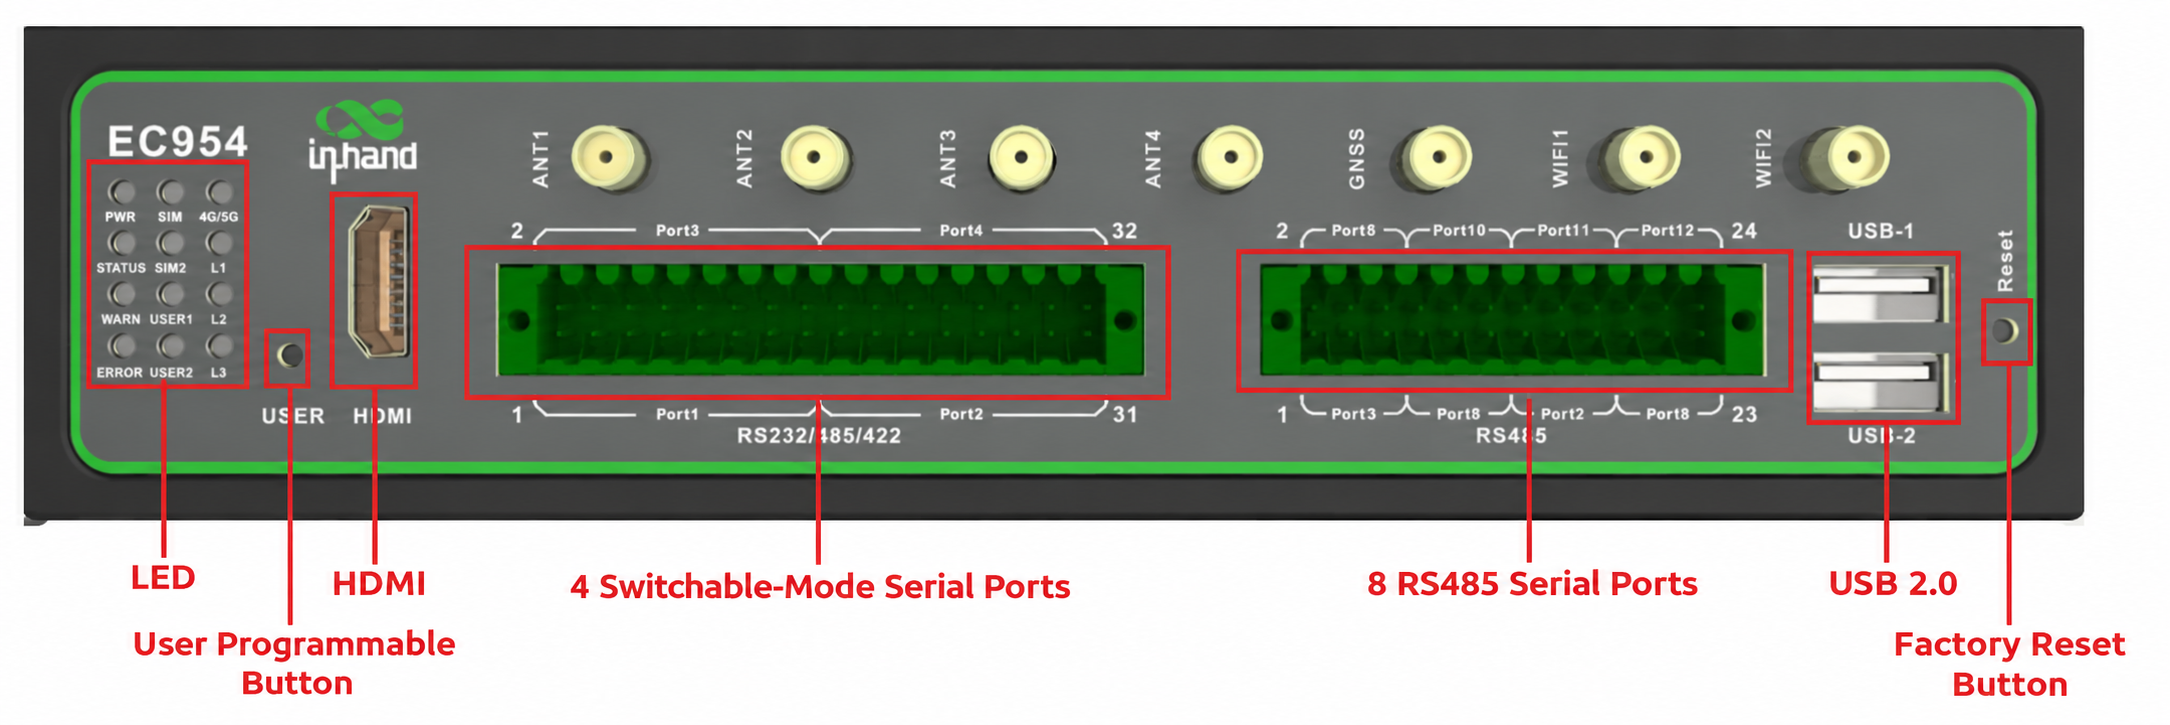 EC954
inhand
PWR SIM 4G/5G
STATUS SIM2 L1
WARN USER1 L2
ERROR USER2 L3
USER
HDMI
ANT1
ANT2
ANT3
ANT4
GNSS
WIFI1
WIFI2
2 Port3 Port4 32
1 Port1 Port2 31
RS232/485/422
2 Port8 Port10 Port11 Port12 24
1 Port3 Port8 Port2 Port8 23
RS485
USB-1
USB-2
Reset
LED
HDMI
4 Switchable-Mode Serial Ports
8 RS485 Serial Ports
USB 2.0
User Programmable
Button
Factory Reset
Button